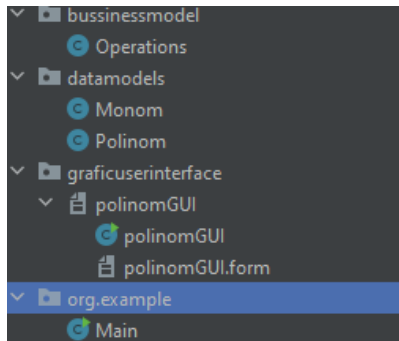 bussinessmodel
Operations
datamodels
Monom
Polinom
graficuserinterface
polinomGUI
polinomGUI
polinomGUI.form
org.example
Main